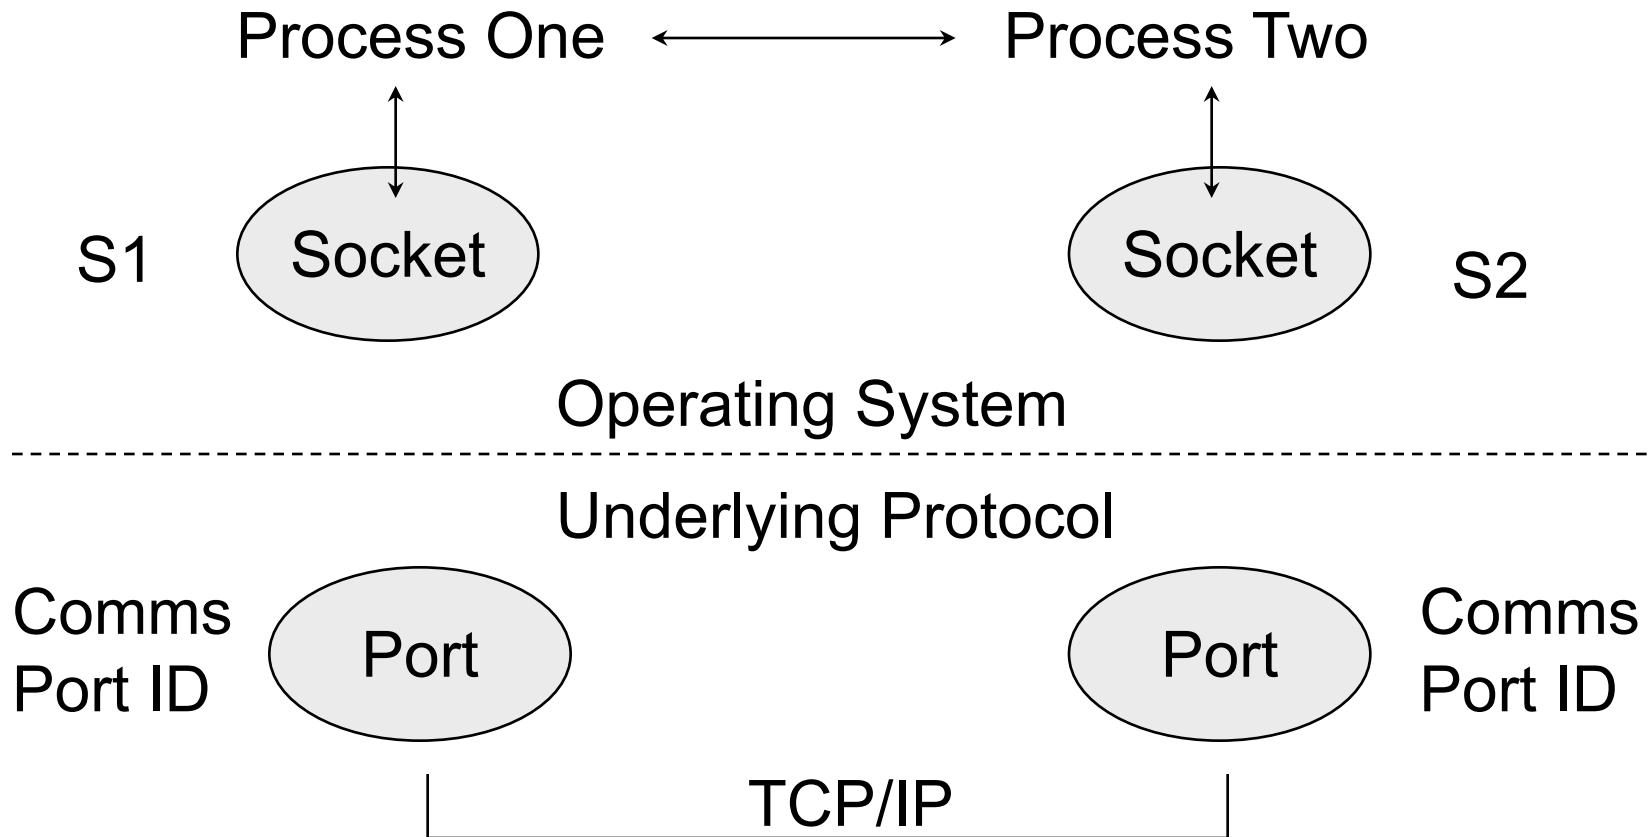 Process One
Process Two
S1
Socket
Socket
S2
Operating System
Underlying Protocol
Comms
Port ID
Port
Port
Comms
Port ID
TCP/IP